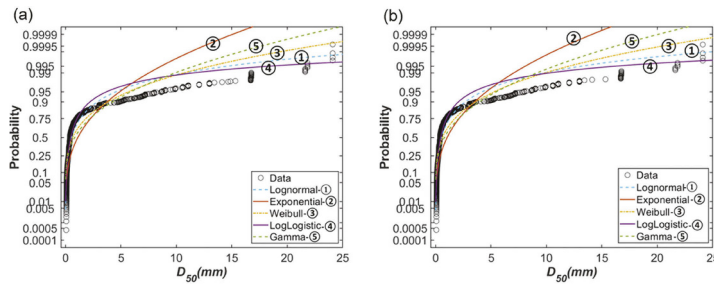 (a)
0.9999
0.9995
0.995
0.99
0.95
0.9
0.75
0.5
0.25
0.1
0.05
0.01
0.005
0.0005
0.0001
Probability
0 5 10 15 20 25
D50(mm)
② ⑤ ③ ① ④
Data
Lognormal-①
Exponential-②
Weibull-③
LogLogistic-④
Gamma-⑤
(b)
0.9999
0.9995
0.995
0.99
0.95
0.9
0.75
0.5
0.25
0.1
0.05
0.01
0.005
0.0005
0.0001
Probability
0 5 10 15 20 25
D50(mm)
② ⑤ ③ ① ④
Data
Lognormal-①
Exponential-②
Weibull-③
LogLogistic-④
Gamma-⑤